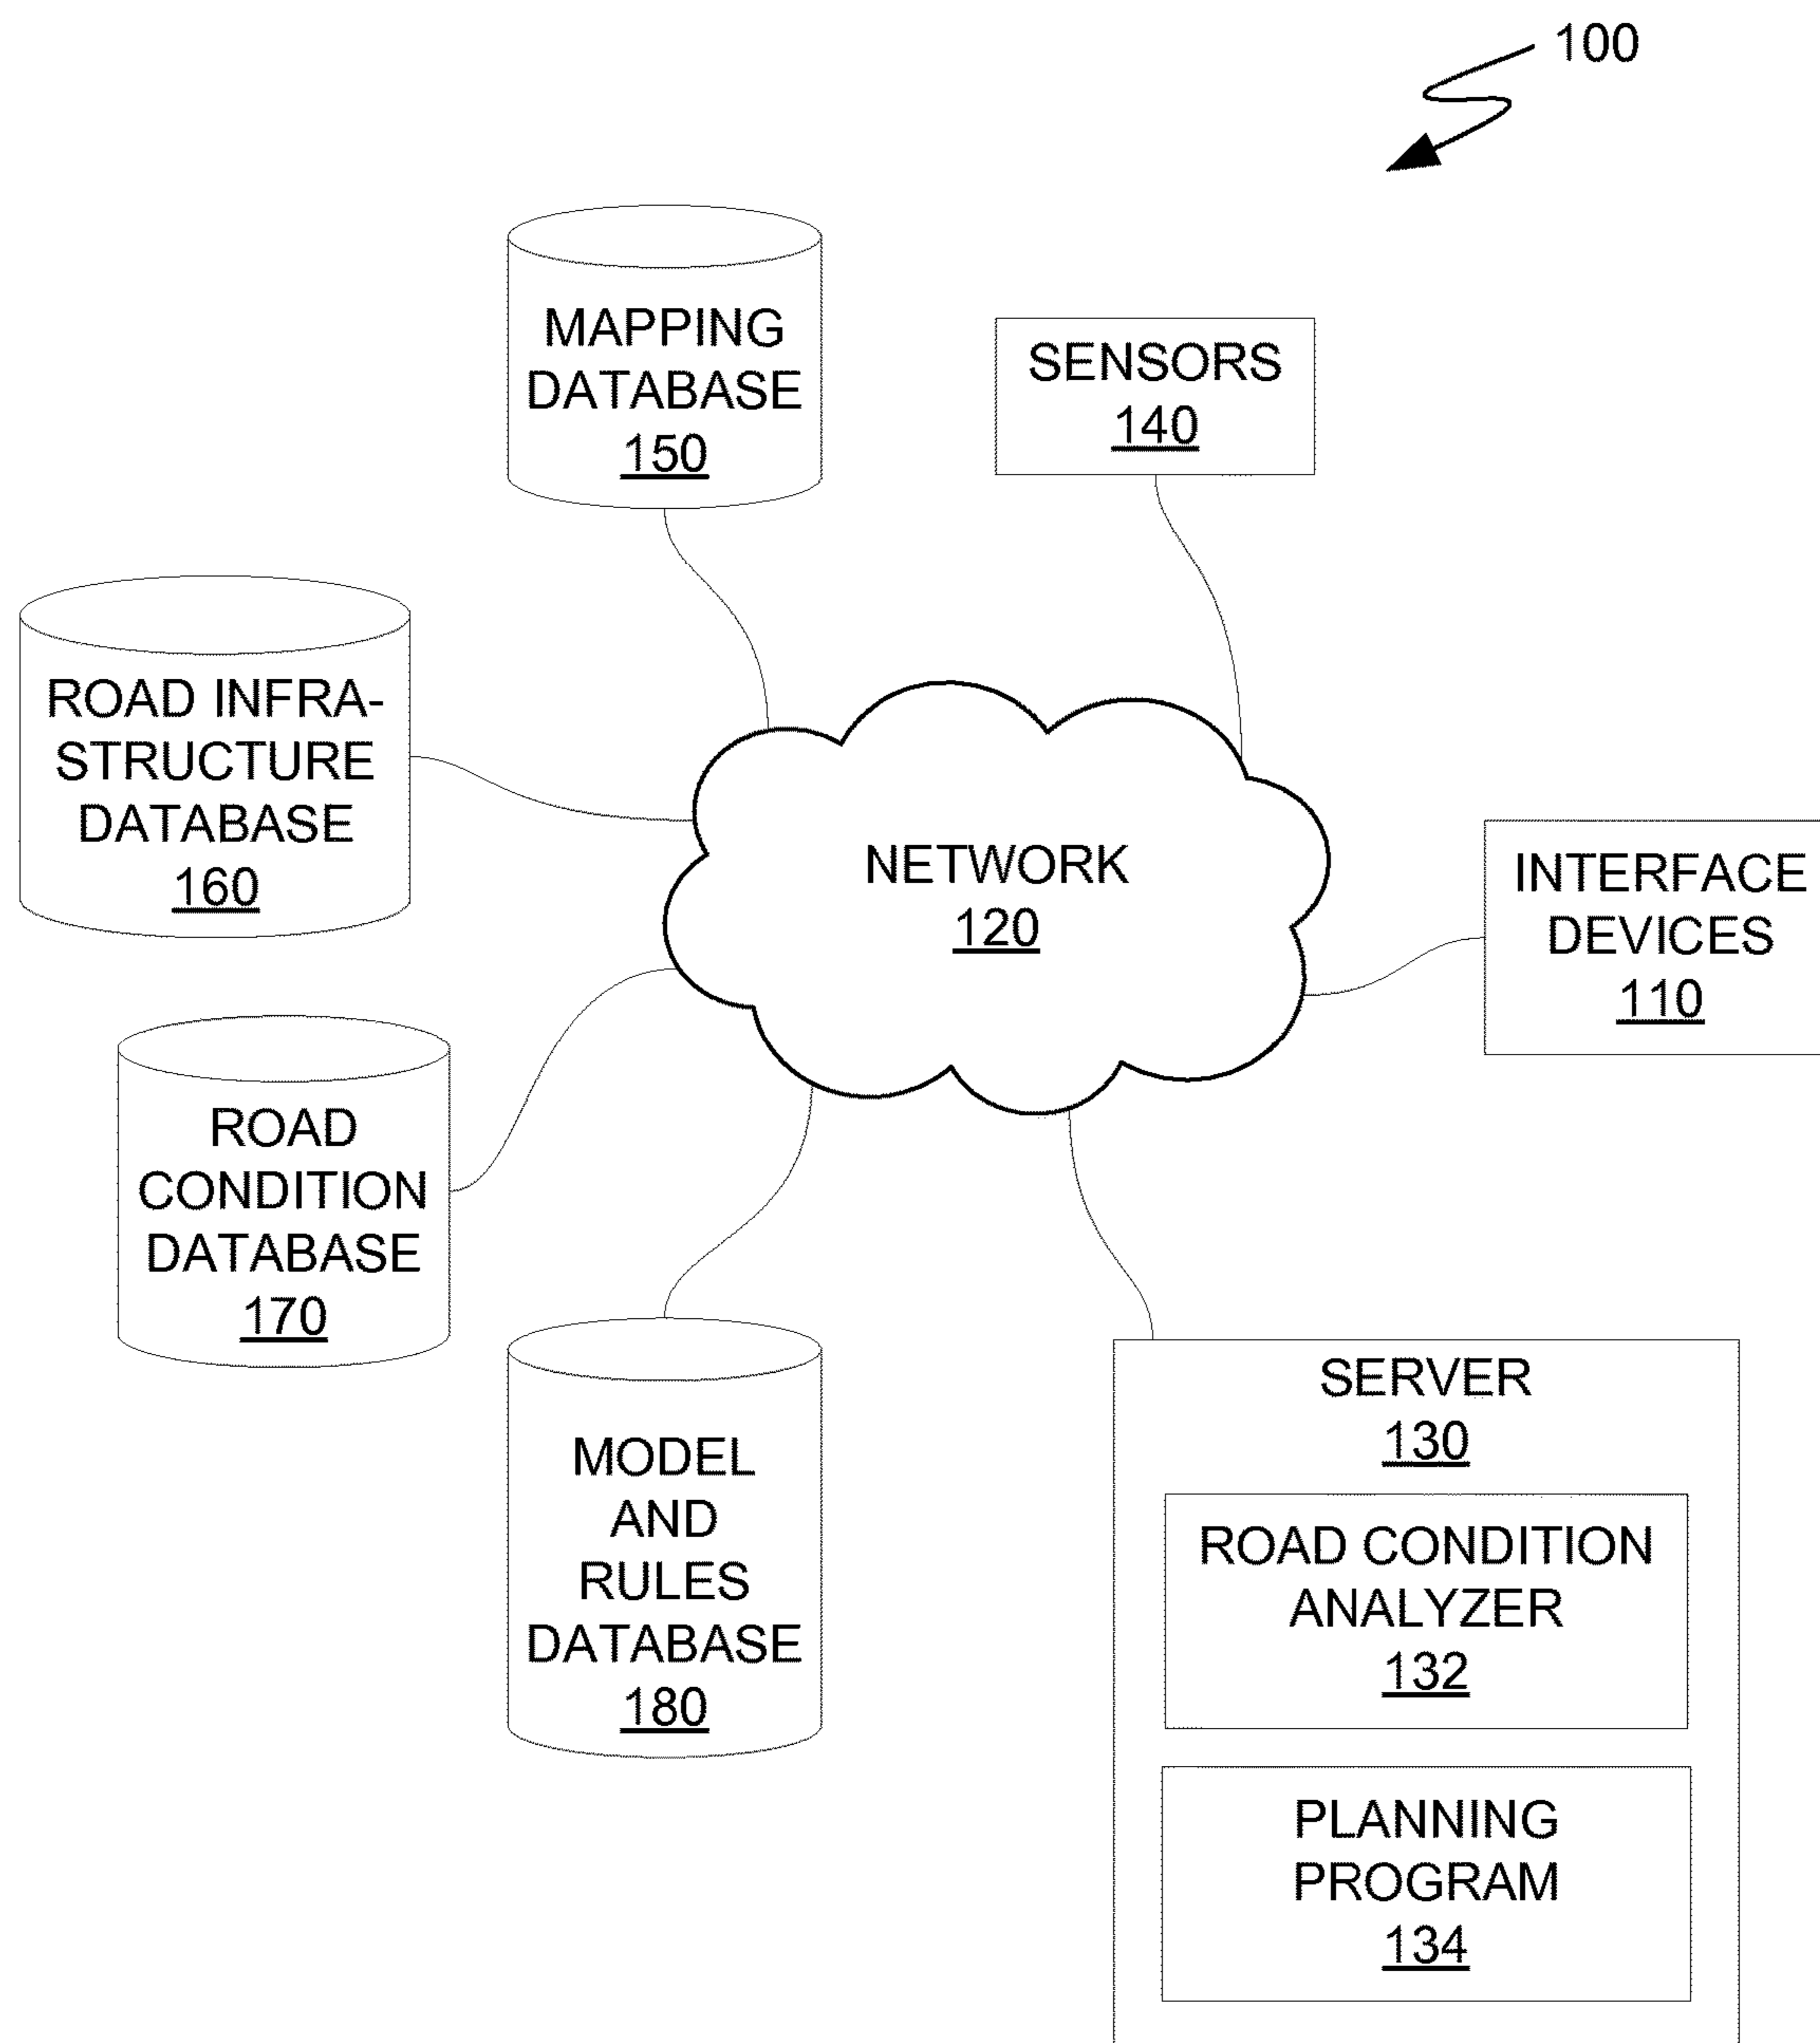 100
MAPPING
DATABASE
150
SENSORS
140
ROAD INFRA-
STRUCTURE
DATABASE
160
NETWORK
120
INTERFACE
DEVICES
110
ROAD
CONDITION
DATABASE
170
MODEL
AND
RULES
DATABASE
180
SERVER
130
ROAD CONDITION
ANALYZER
132
PLANNING
PROGRAM
134